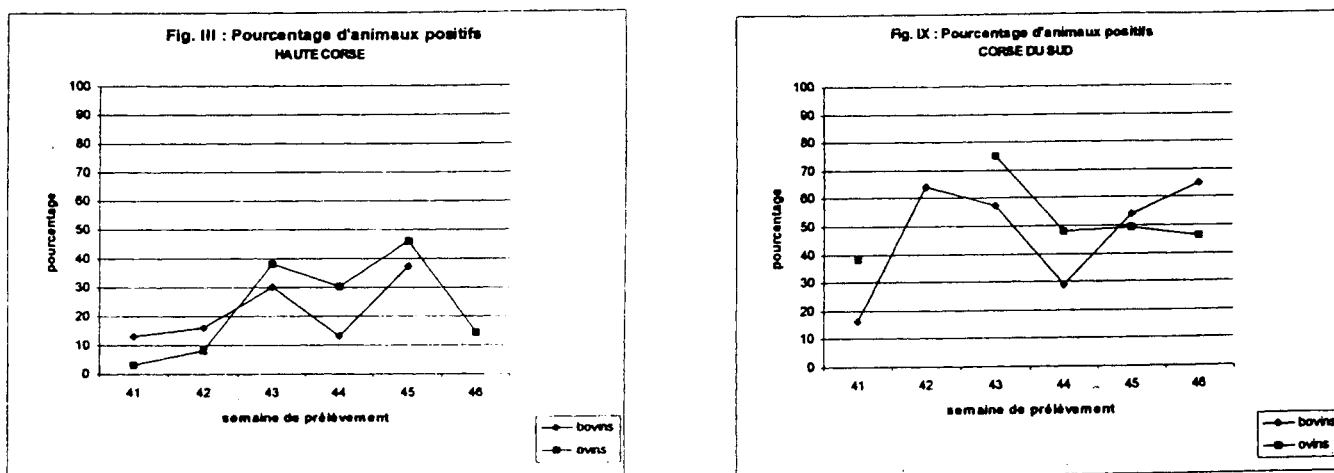 Fig. III : Pourcentage d'animaux positifs
HAUTE CORSE
100
90
80
70
60
50
40
30
20
10
0
pourcentage
41 42 43 44 45 46
semaine de prélèvement
bovins
ovins
Fig. IX : Pourcentage d'animaux positifs
CORSE DU SUD
100
90
80
70
60
50
40
30
20
10
0
pourcentage
41 42 43 44 45 46
semaine de prélèvement
bovins
ovins